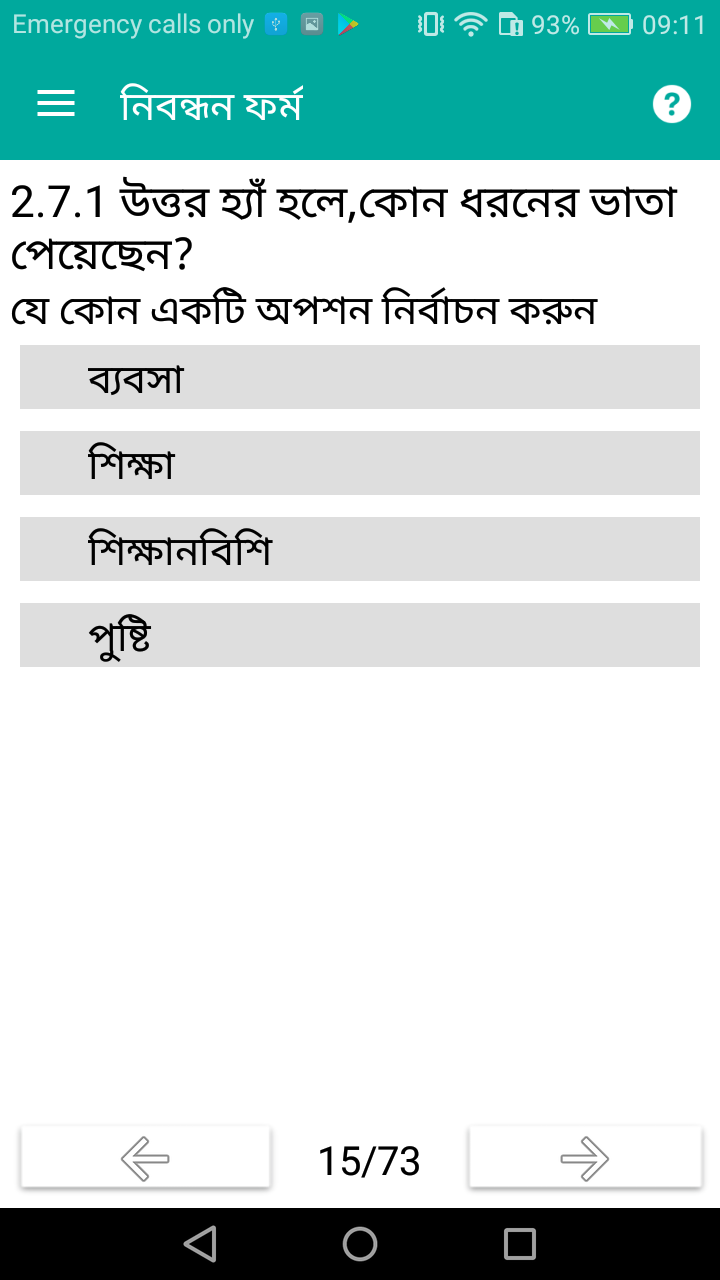 Emergency calls only 93% 09:11
নিবন্ধন ফর্ম ?
2.7.1 উত্তর হ্যাঁ হলে,কোন ধরনের ভাতা
পেয়েছেন?
যে কোন একটি অপশন নির্বাচন করুন
ব্যবসা
শিক্ষা
শিক্ষানবিশি
পুষ্টি
15/73